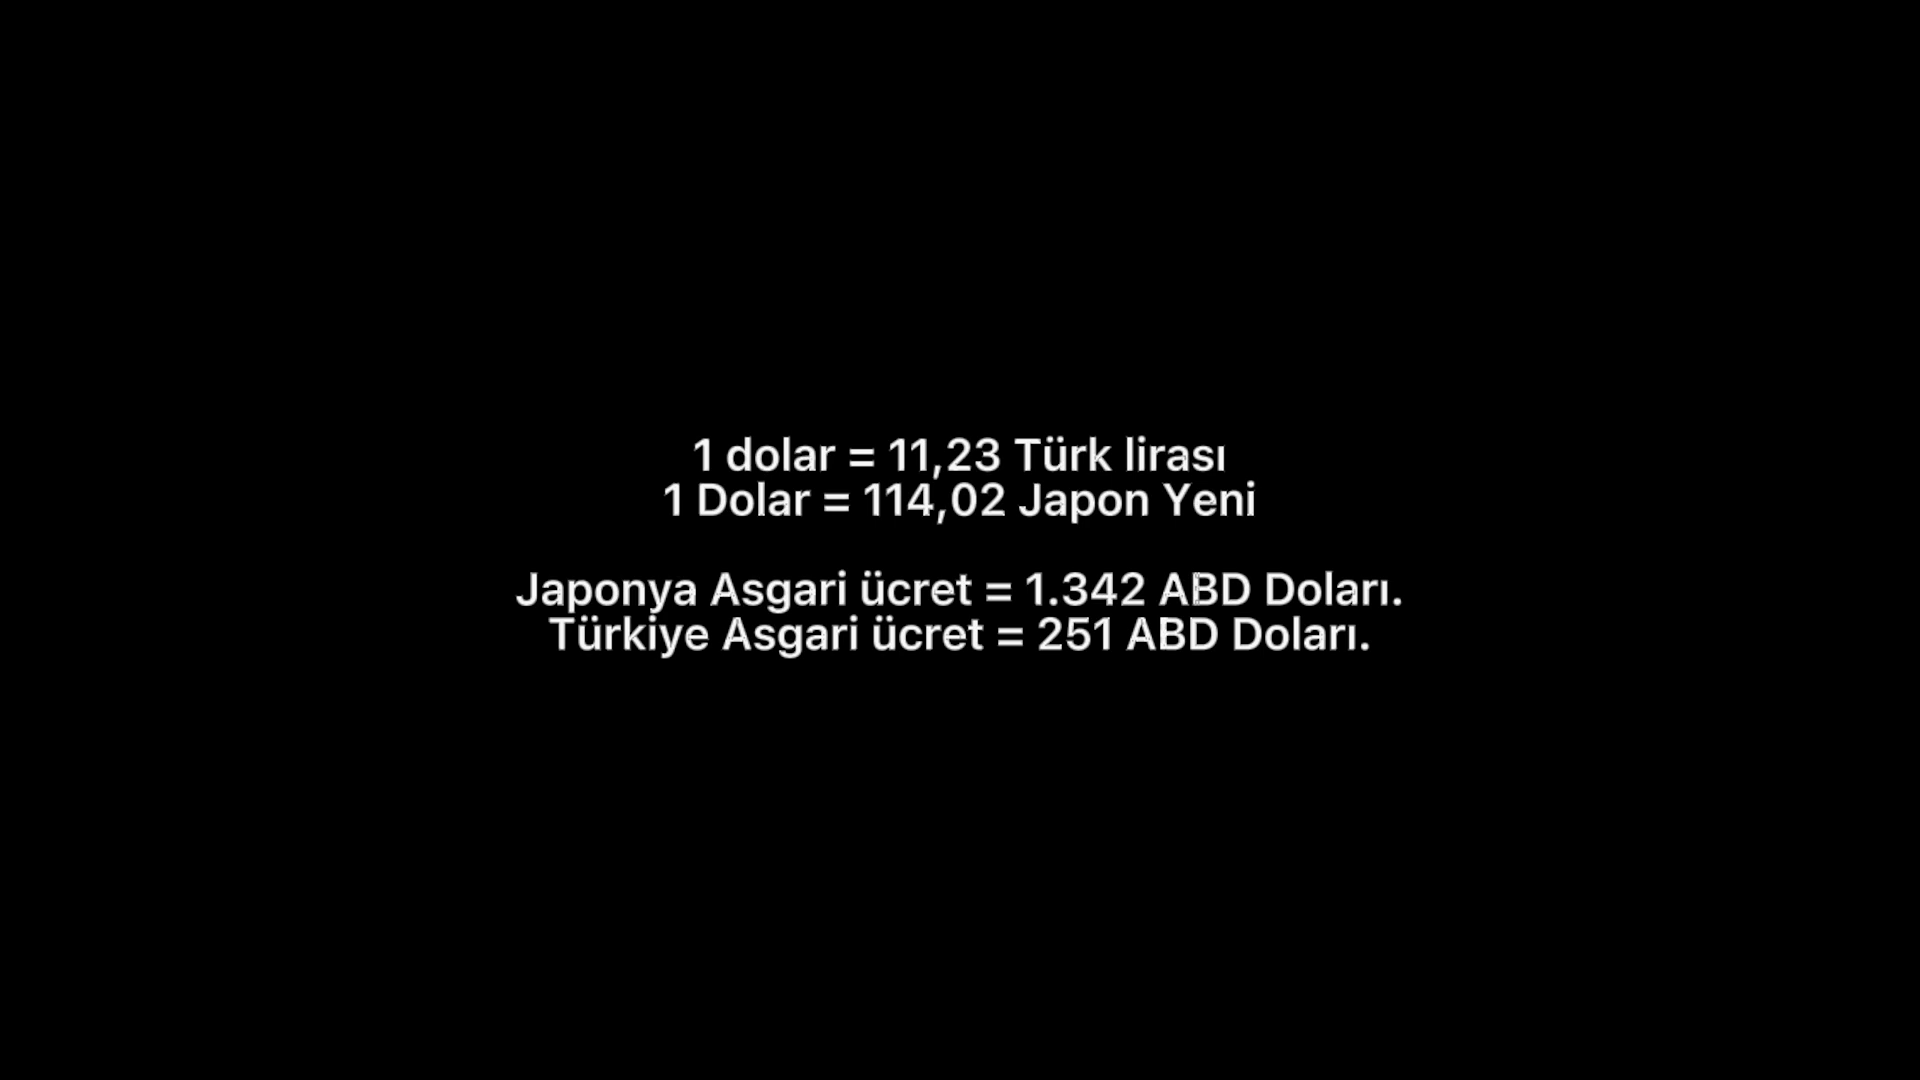 1 dolar = 11,23 Türk lirası
1 Dolar = 114,02 Japon Yeni
Japonya Asgari ücret = 1.342 ABD Doları.
Türkiye Asgari ücret = 251 ABD Doları.